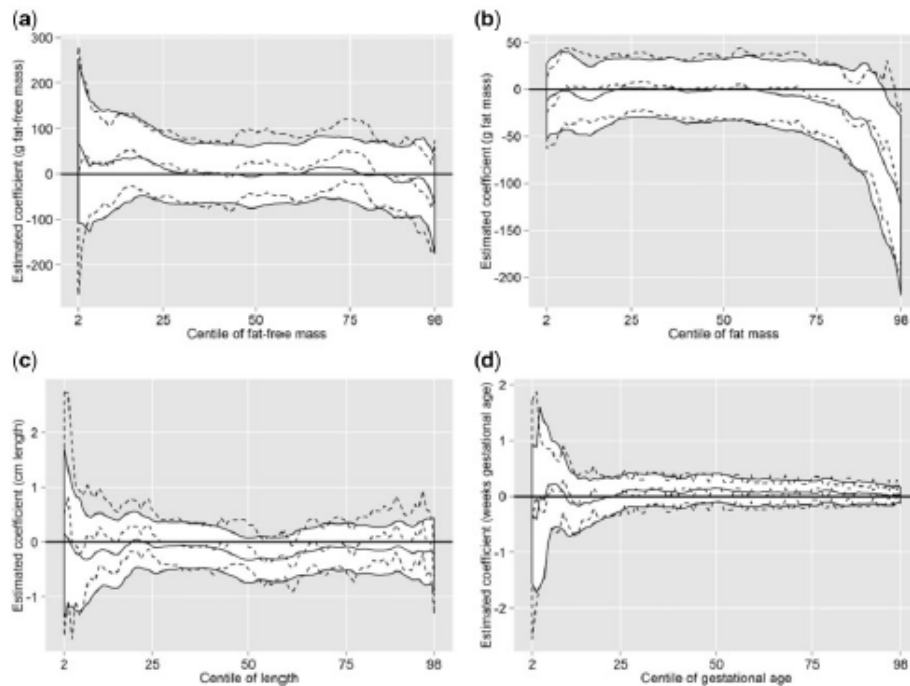 (a)
300
200
100
0
-100
-200
Estimated coefficient (g fat-free mass)
2 25 50 75 98
Centile of fat-free mass
(b)
50
0
-50
-100
-150
-200
Estimated coefficient (g fat mass)
2 25 50 75 98
Centile of fat mass
(c)
2
1
0
-1
Estimated coefficient (cm length)
2 25 50 75 98
Centile of length
(d)
2
1
0
-1
-2
Estimated coefficient (weeks gestational age)
2 25 50 75 98
Centile of gestational age